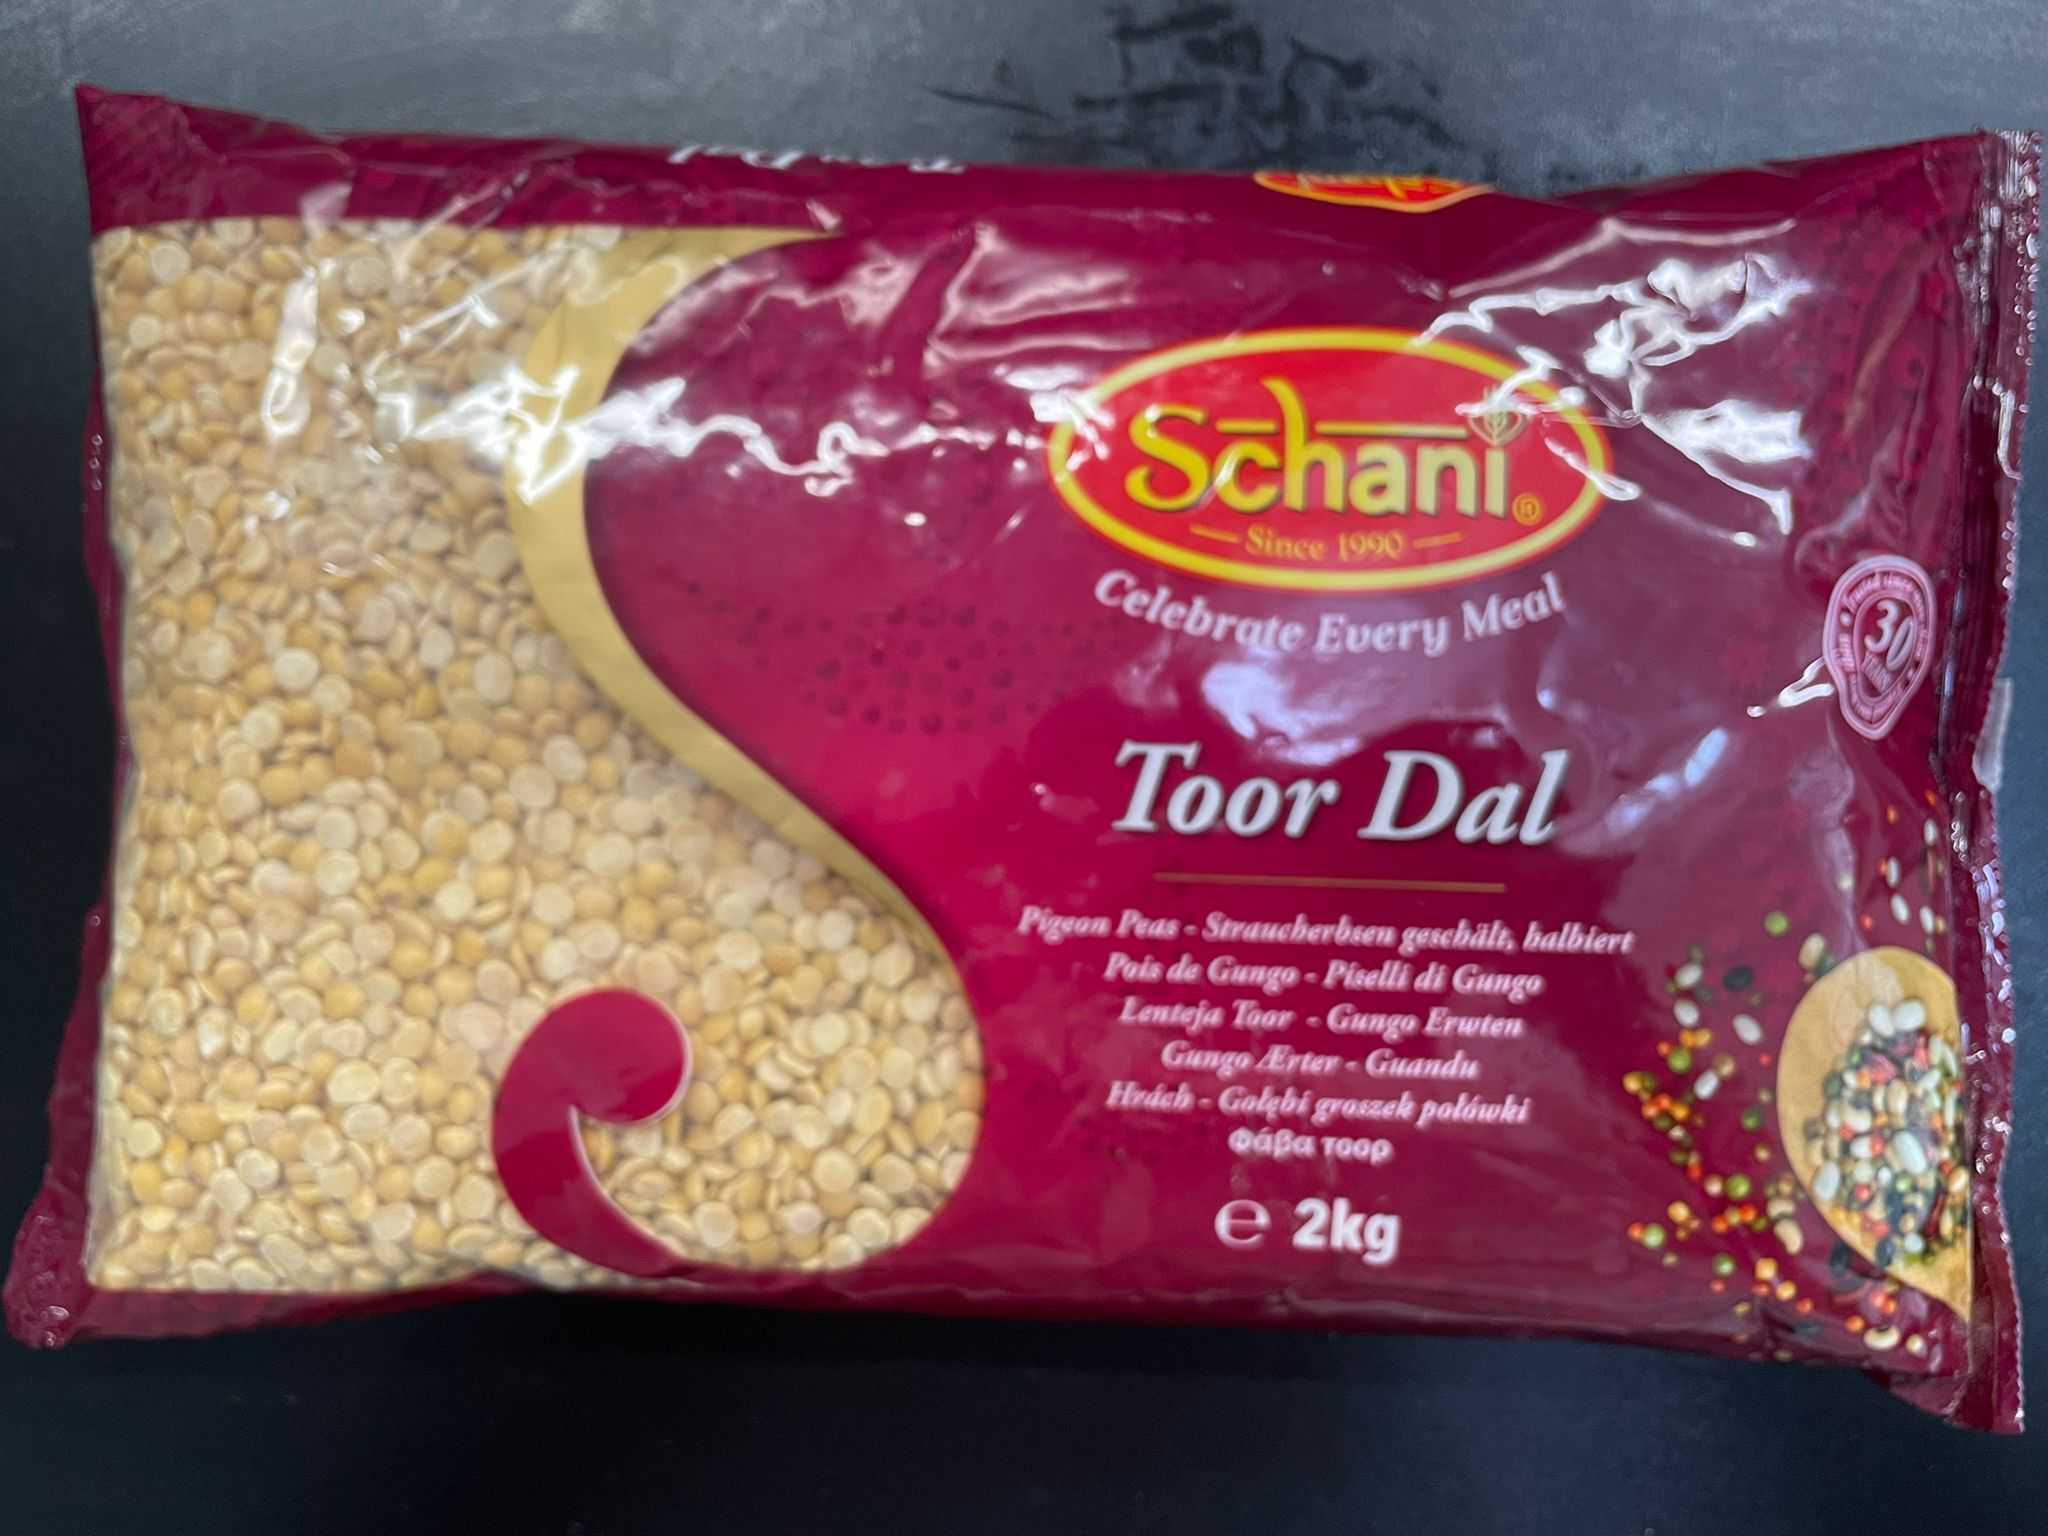 Schani®
Since 1990
Celebrate Every Meal
30
Toor Dal
Pigeon Peas - Straucherbsen geschält, halbiert
Pois de Gungo - Piselli di Gungo
Lenteja Toor - Gungo Erwten
Gungo Ærter - Guandu
Hrách - Gołębi groszek połówki
Φάβα τοορ
e 2kg